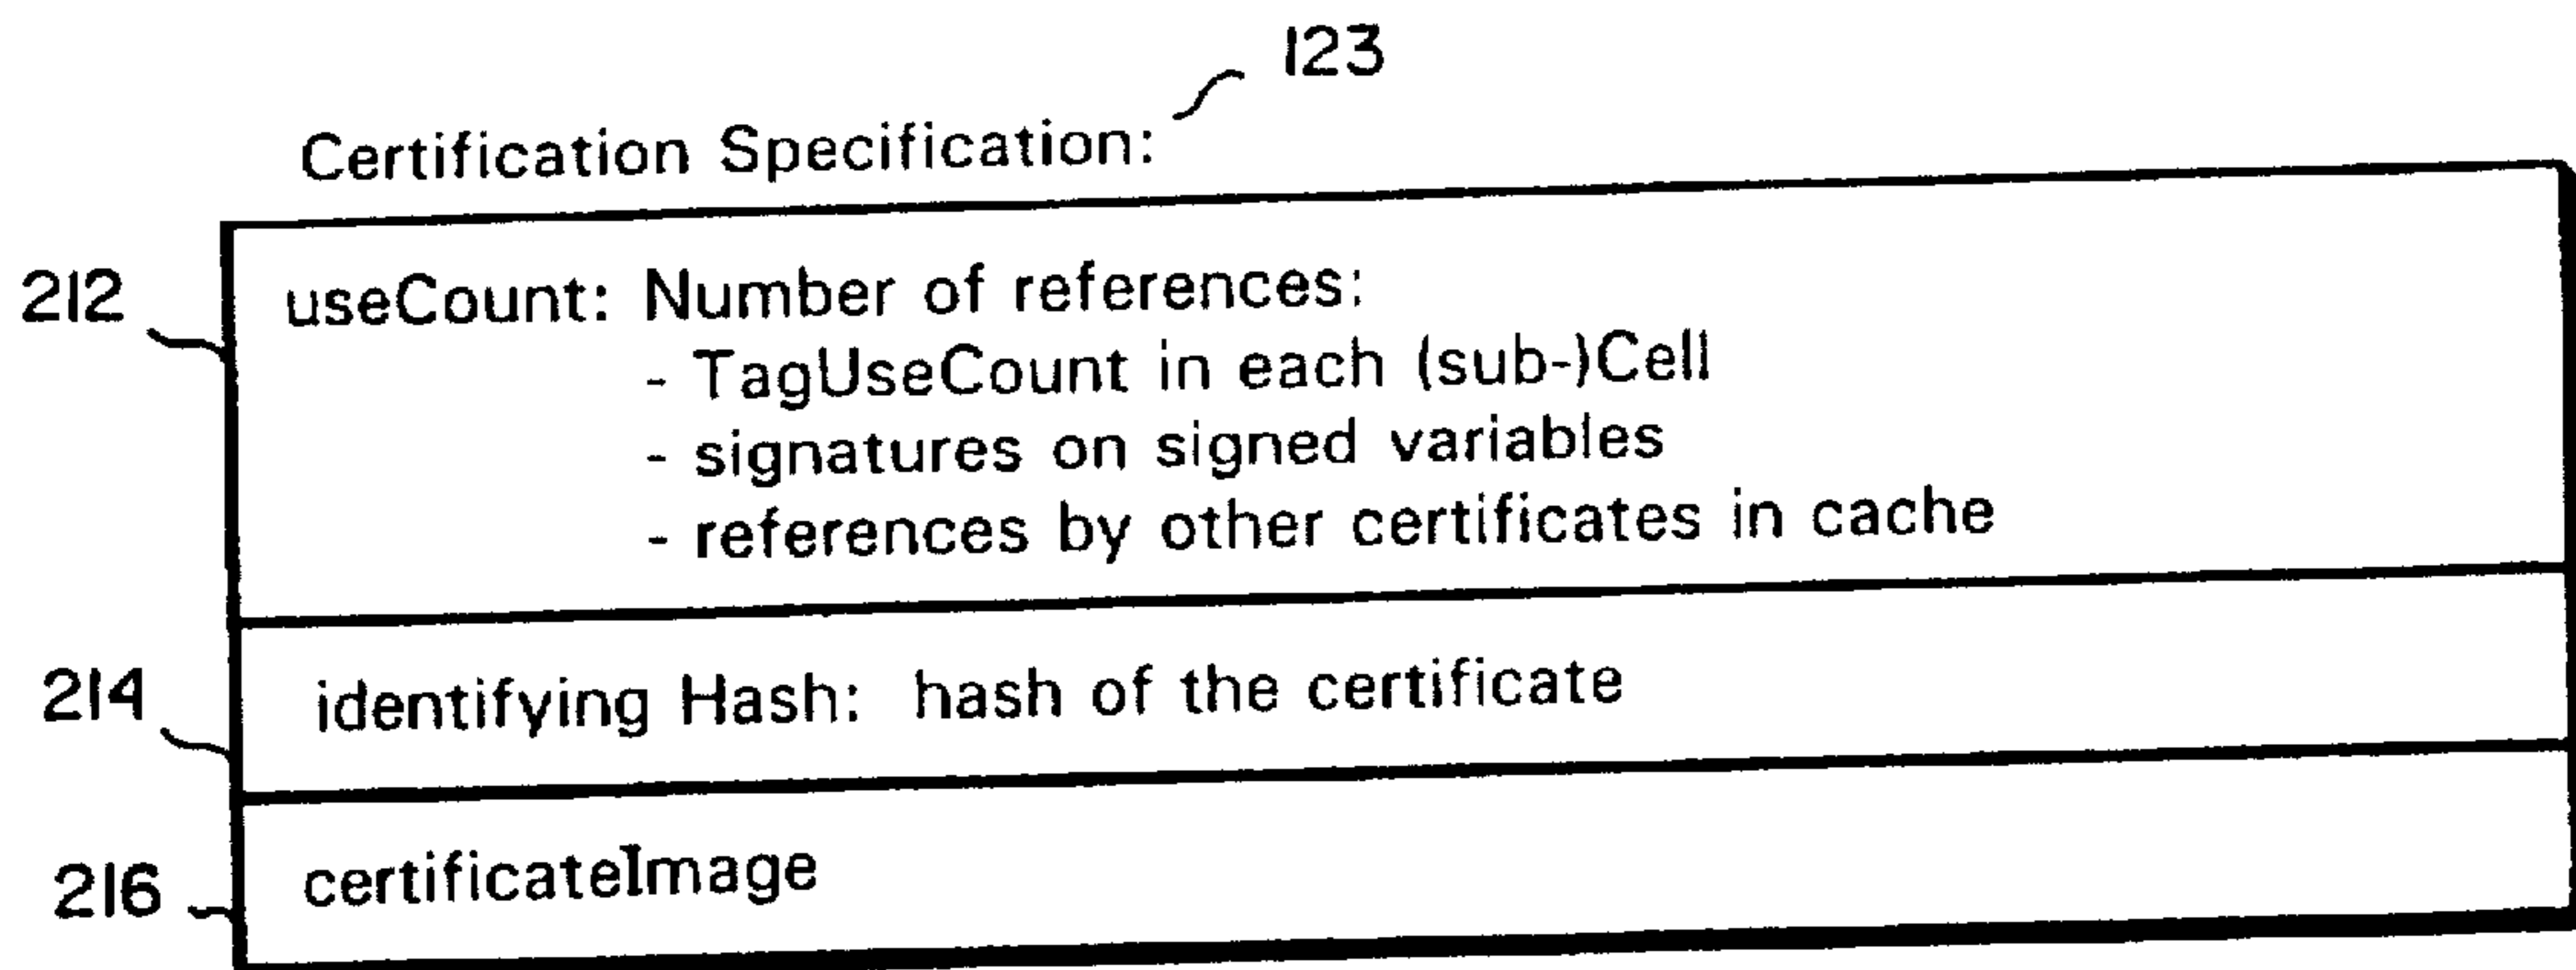 123
Certification Specification:
212
useCount: Number of references:
- TagUseCount in each (sub-)Cell
- signatures on signed variables
- references by other certificates in cache
214
identifying Hash: hash of the certificate
216
certificateImage